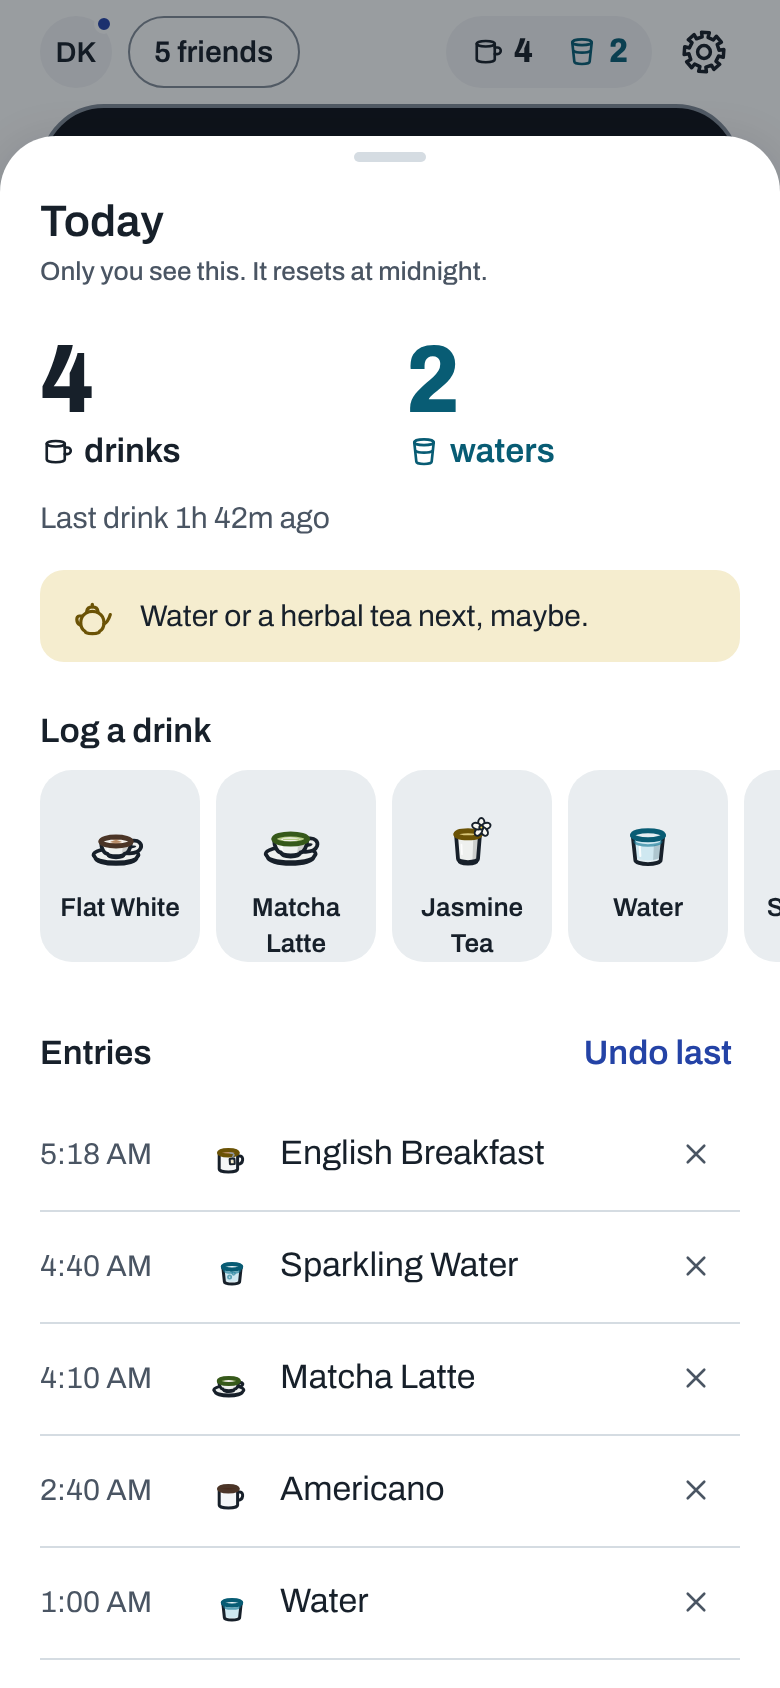 DK
5 friends
4
2
Today
Only you see this. It resets at midnight.
4
2
drinks
waters
Last drink 1h 42m ago
Water or a herbal tea next, maybe.
Log a drink
Flat White
Matcha
Latte
Jasmine
Tea
Water
S
Entries
Undo last
5:18 AM
English Breakfast
4:40 AM
Sparkling Water
4:10 AM
Matcha Latte
2:40 AM
Americano
1:00 AM
Water